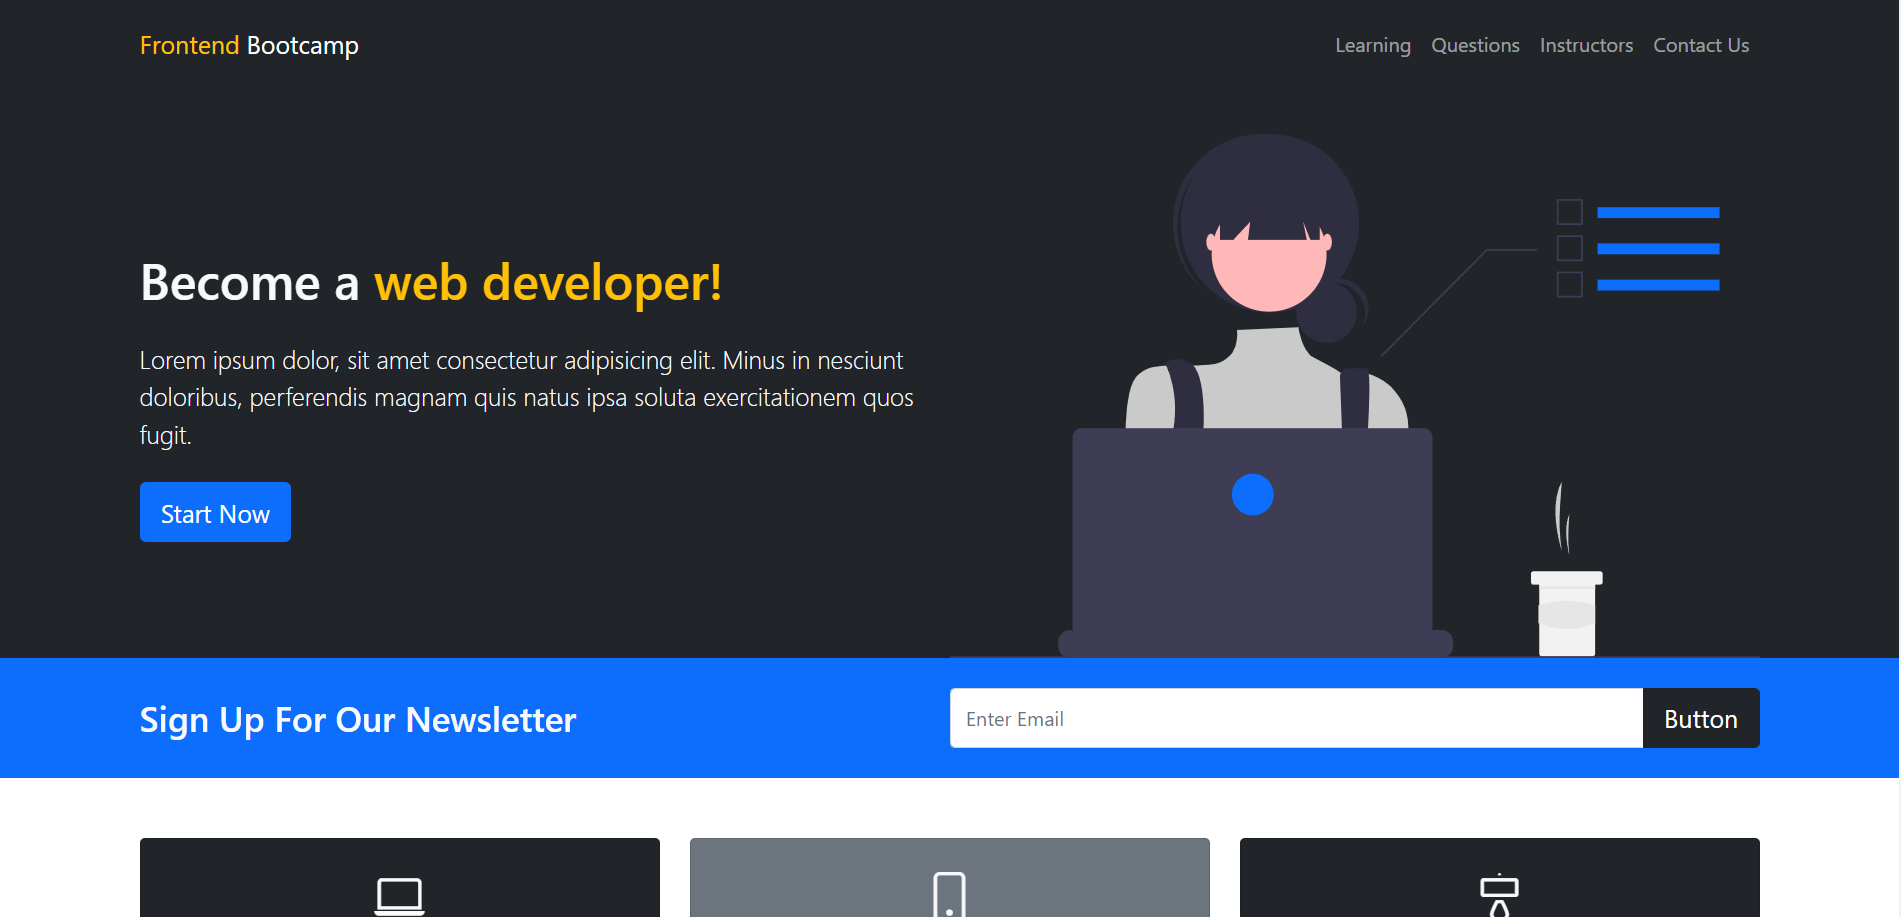 Frontend Bootcamp
Learning Questions Instructors Contact Us
Become a web developer!
Lorem ipsum dolor, sit amet consectetur adipisicing elit. Minus in nesciunt
doloribus, perferendis magnam quis natus ipsa soluta exercitationem quos
fugit.
Start Now
Sign Up For Our Newsletter
Enter Email
Button